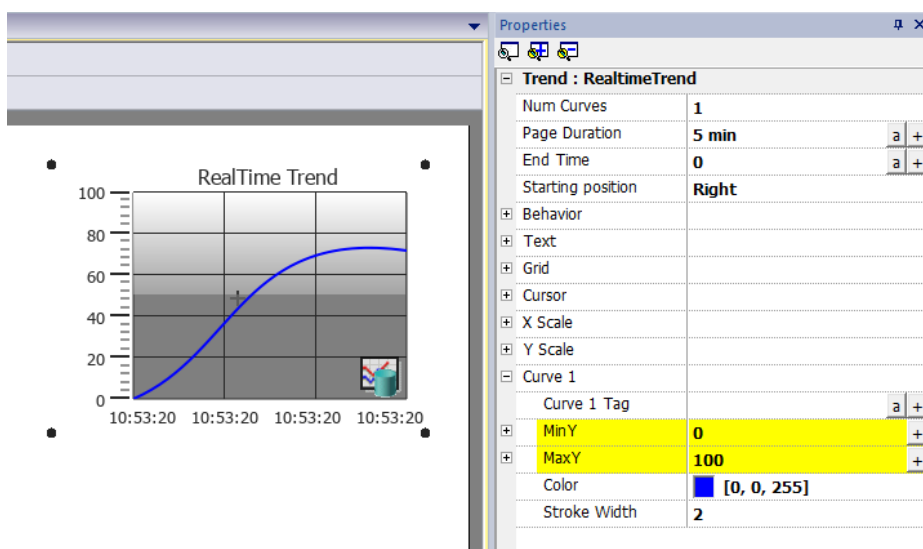 Properties
Trend : RealtimeTrend
Num Curves 1
Page Duration 5 min a +
End Time 0 a +
Starting position Right
Behavior
Text
Grid
Cursor
X Scale
Y Scale
Curve 1
Curve 1 Tag a +
MinY 0 +
MaxY 100 +
Color [0, 0, 255]
Stroke Width 2
RealTime Trend
100
80
60
40
20
0
10:53:20 10:53:20 10:53:20 10:53:20